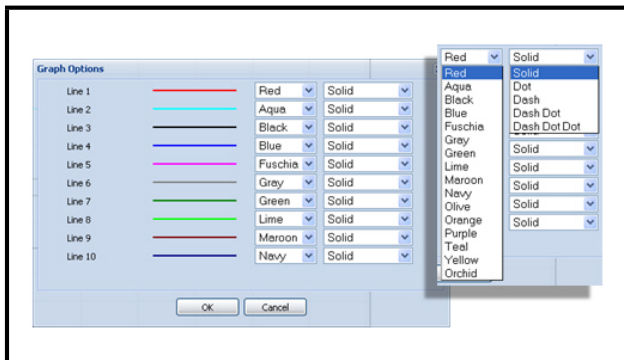 Graph Options
Line 1 Red Solid
Line 2 Aqua Solid
Line 3 Black Solid
Line 4 Blue Solid
Line 5 Fuschia Solid
Line 6 Gray Solid
Line 7 Green Solid
Line 8 Lime Solid
Line 9 Maroon Solid
Line 10 Navy Solid
OK Cancel
Red Solid
Red Solid
Aqua Dot
Black Dash
Blue Dash Dot
Fuschia Dash Dot Dot
Gray
Green Solid
Lime Solid
Maroon Solid
Navy
Olive Solid
Orange Solid
Purple
Teal
Yellow
Orchid